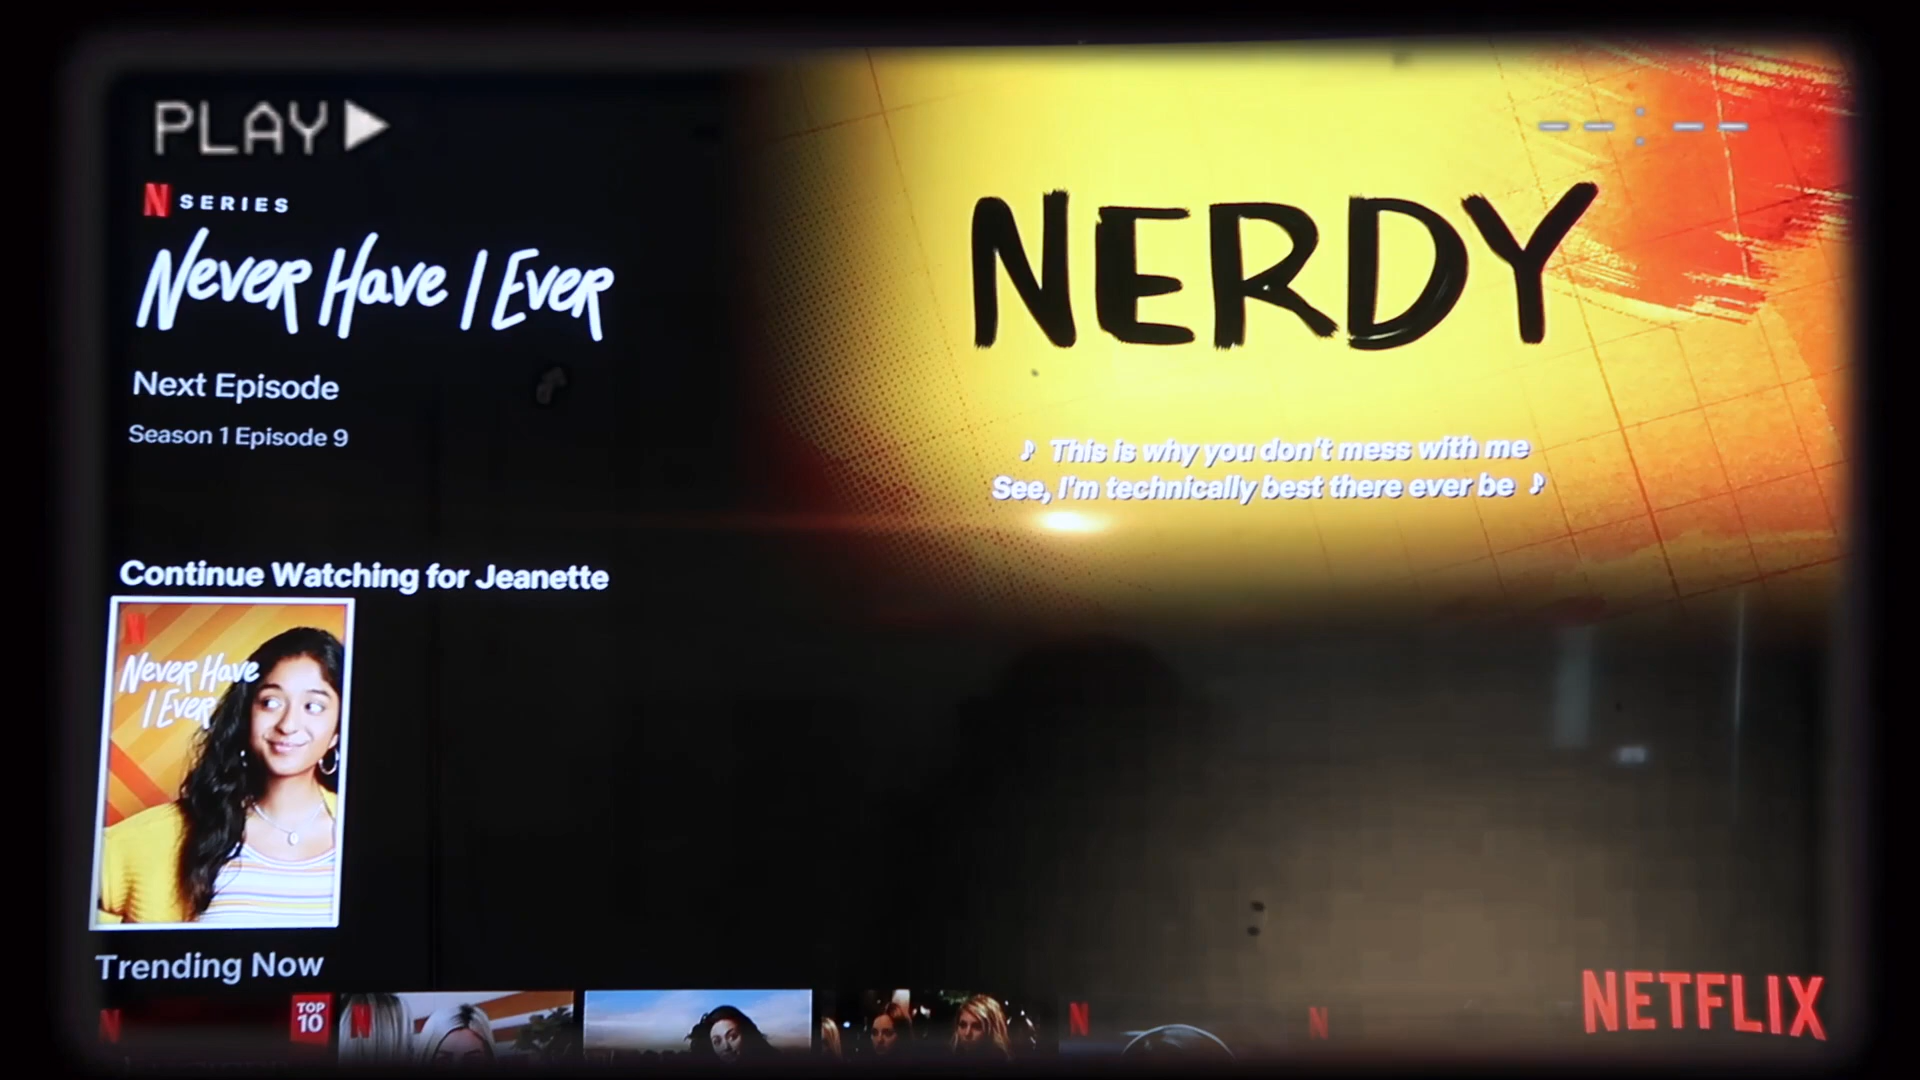 PLAY
-- : --
N SERIES
NEVER HAVE I EVER
NERDY
Next Episode
Season 1 Episode 9
♪ This is why you don't mess with me
See, I'm technically best there ever be ♪
Continue Watching for Jeanette
N
NEVER HAVE
I EVER
Trending Now
N
TOP
10
N
N
N
NETFLIX